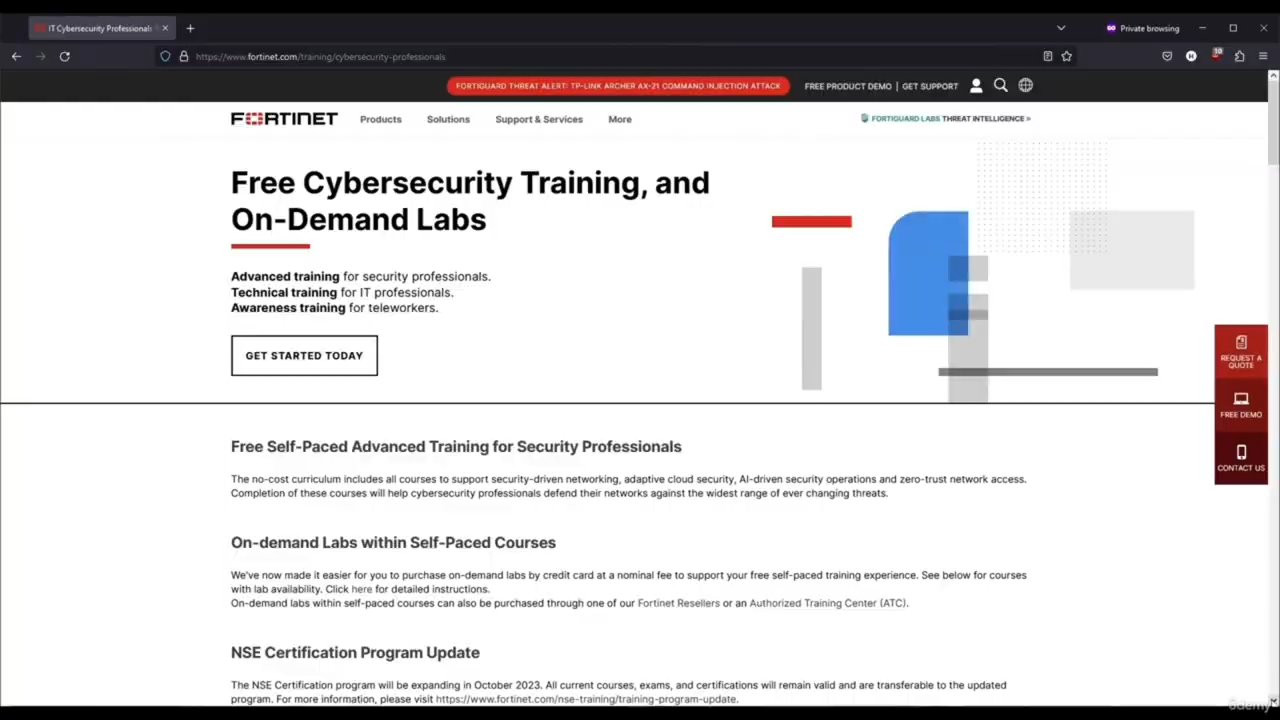 IT Cybersecurity Professionals
Private browsing
https://www.fortinet.com/training/cybersecurity-professionals
10
FORTIGUARD THREAT ALERT: TP-LINK ARCHER AX-21 COMMAND INJECTION ATTACK
FREE PRODUCT DEMO | GET SUPPORT
FORTINET
Products
Solutions
Support & Services
More
FORTIGUARD LABS THREAT INTELLIGENCE »
Free Cybersecurity Training, and
On-Demand Labs
Advanced training for security professionals.
Technical training for IT professionals.
Awareness training for teleworkers.
GET STARTED TODAY
REQUEST A
QUOTE
FREE DEMO
CONTACT US
Free Self-Paced Advanced Training for Security Professionals
The no-cost curriculum includes all courses to support security-driven networking, adaptive cloud security, AI-driven security operations and zero-trust network access.
Completion of these courses will help cybersecurity professionals defend their networks against the widest range of ever changing threats.
On-demand Labs within Self-Paced Courses
We've now made it easier for you to purchase on-demand labs by credit card at a nominal fee to support your free self-paced training experience. See below for courses
with lab availability. Click here for detailed instructions.
On-demand labs within self-paced courses can also be purchased through one of our Fortinet Resellers or an Authorized Training Center (ATC).
NSE Certification Program Update
The NSE Certification program will be expanding in October 2023. All current courses, exams, and certifications will remain valid and are transferable to the updated
program. For more information, please visit https://www.fortinet.com/nse-training/training-program-update.
ûdemy